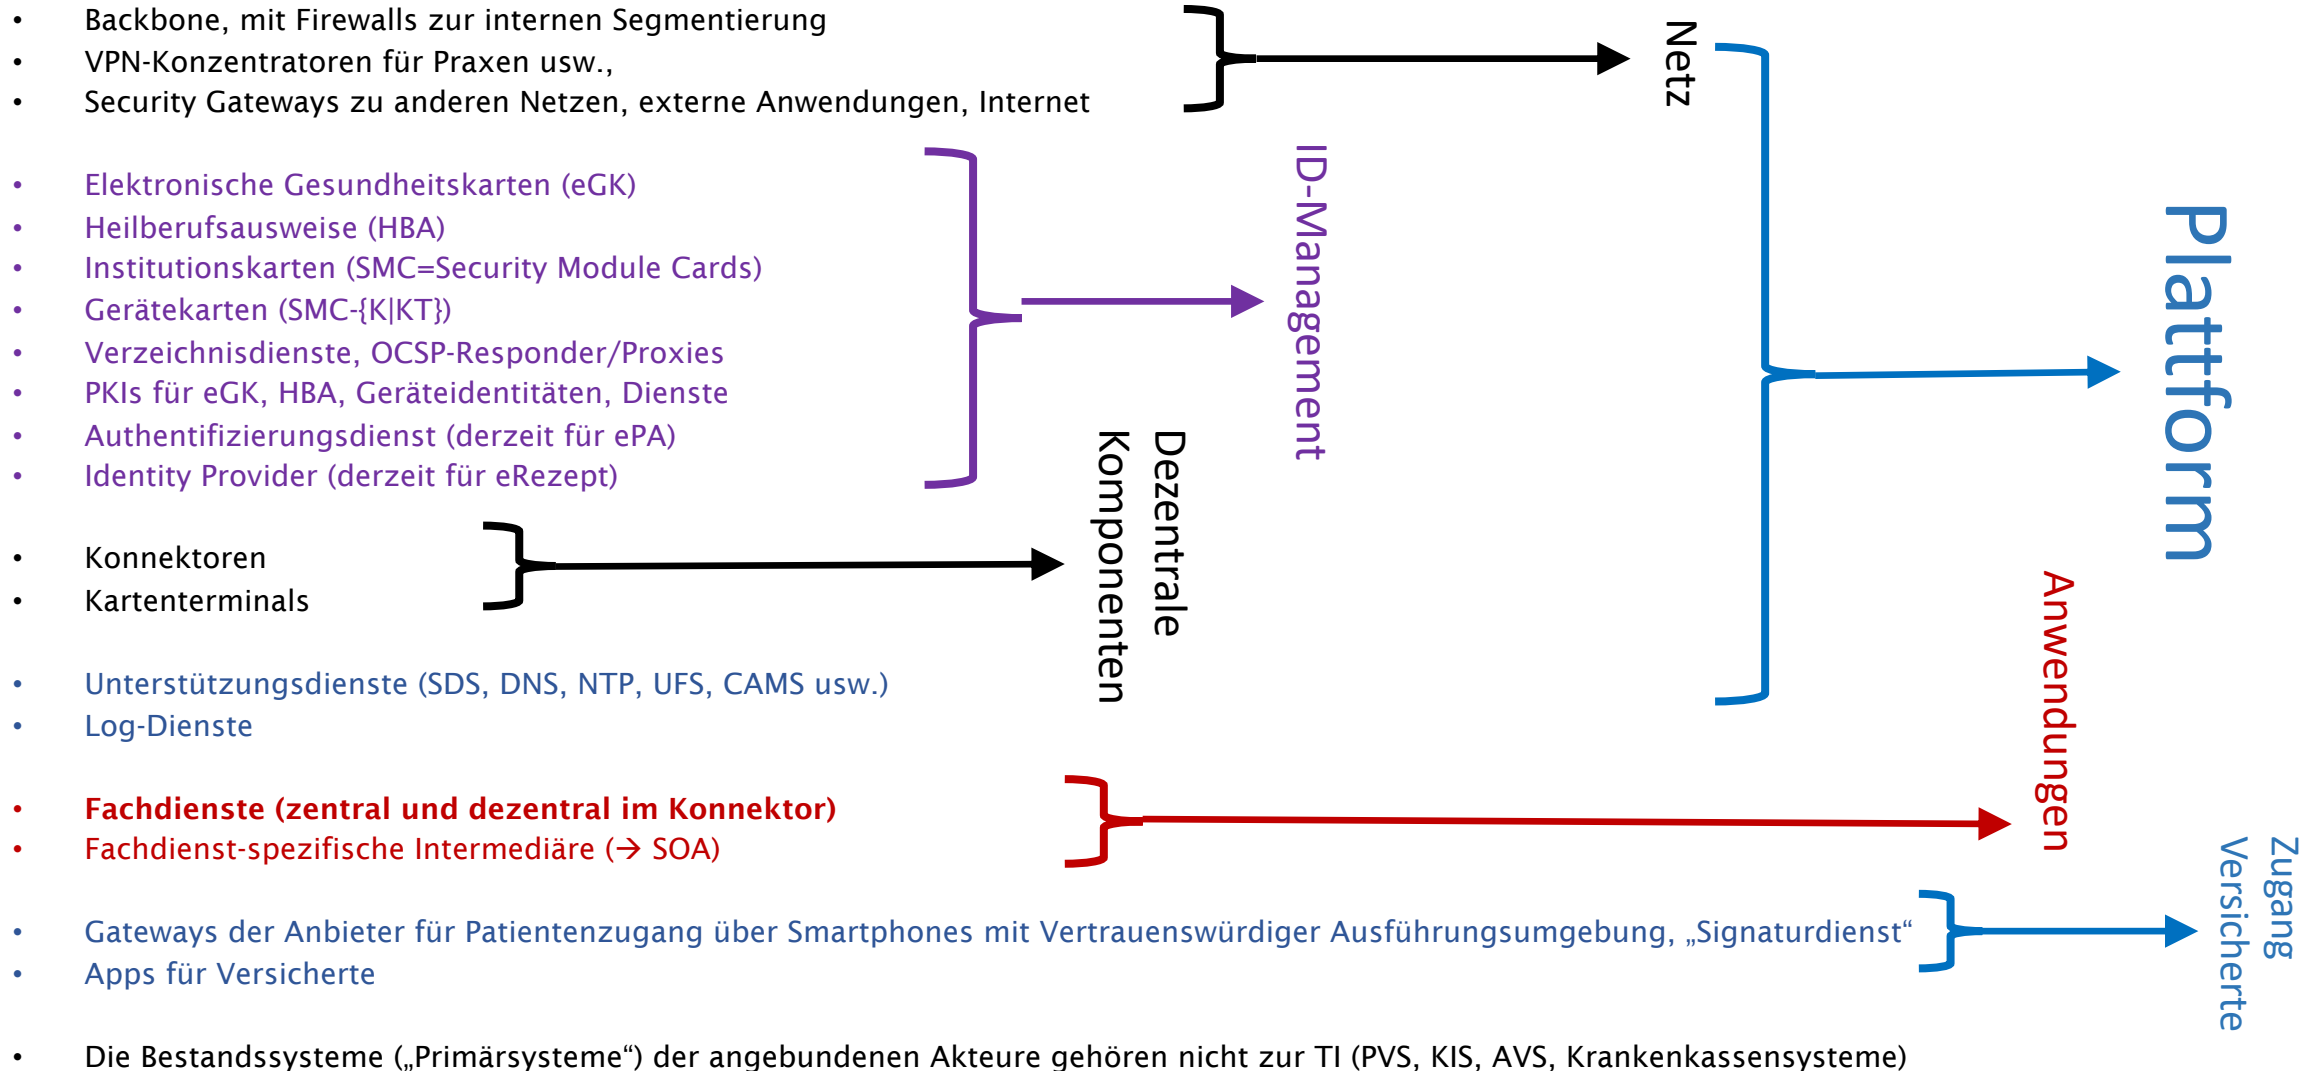 • Backbone, mit Firewalls zur internen Segmentierung
• VPN-Konzentratoren für Praxen usw.,
• Security Gateways zu anderen Netzen, externe Anwendungen, Internet
Netz
• Elektronische Gesundheitskarten (eGK)
• Heilberufsausweise (HBA)
• Institutionskarten (SMC=Security Module Cards)
• Gerätekarten (SMC-{K|KT})
• Verzeichnisdienste, OCSP-Responder/Proxies
• PKIs für eGK, HBA, Geräteidentitäten, Dienste
• Authentifizierungsdienst (derzeit für ePA)
• Identity Provider (derzeit für eRezept)
ID-Management
• Konnektoren
• Kartenterminals
Dezentrale
Komponenten
• Unterstützungsdienste (SDS, DNS, NTP, UFS, CAMS usw.)
• Log-Dienste
Plattform
• Fachdienste (zentral und dezentral im Konnektor)
• Fachdienst-spezifische Intermediäre (→ SOA)
Anwendungen
• Gateways der Anbieter für Patientenzugang über Smartphones mit Vertrauenswürdiger Ausführungsumgebung, „Signaturdienst“
• Apps für Versicherte
Zugang
Versicherte
• Die Bestandssysteme („Primärsysteme“) der angebundenen Akteure gehören nicht zur TI (PVS, KIS, AVS, Krankenkassensysteme)